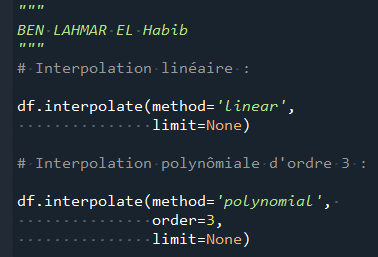 """
BEN LAHMAR EL Habib
"""
# Interpolation linéaire :
df.interpolate(method='linear',
               limit=None)
# Interpolation polynômiale d'ordre 3 :
df.interpolate(method='polynomial',
               order=3,
               limit=None)